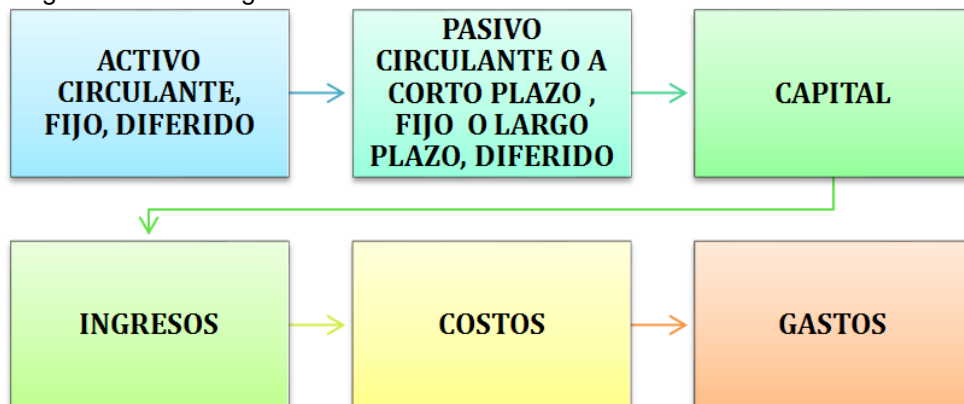 ACTIVO
CIRCULANTE,
FIJO, DIFERIDO
PASIVO
CIRCULANTE O A
CORTO PLAZO ,
FIJO O LARGO
PLAZO, DIFERIDO
CAPITAL
INGRESOS
COSTOS
GASTOS